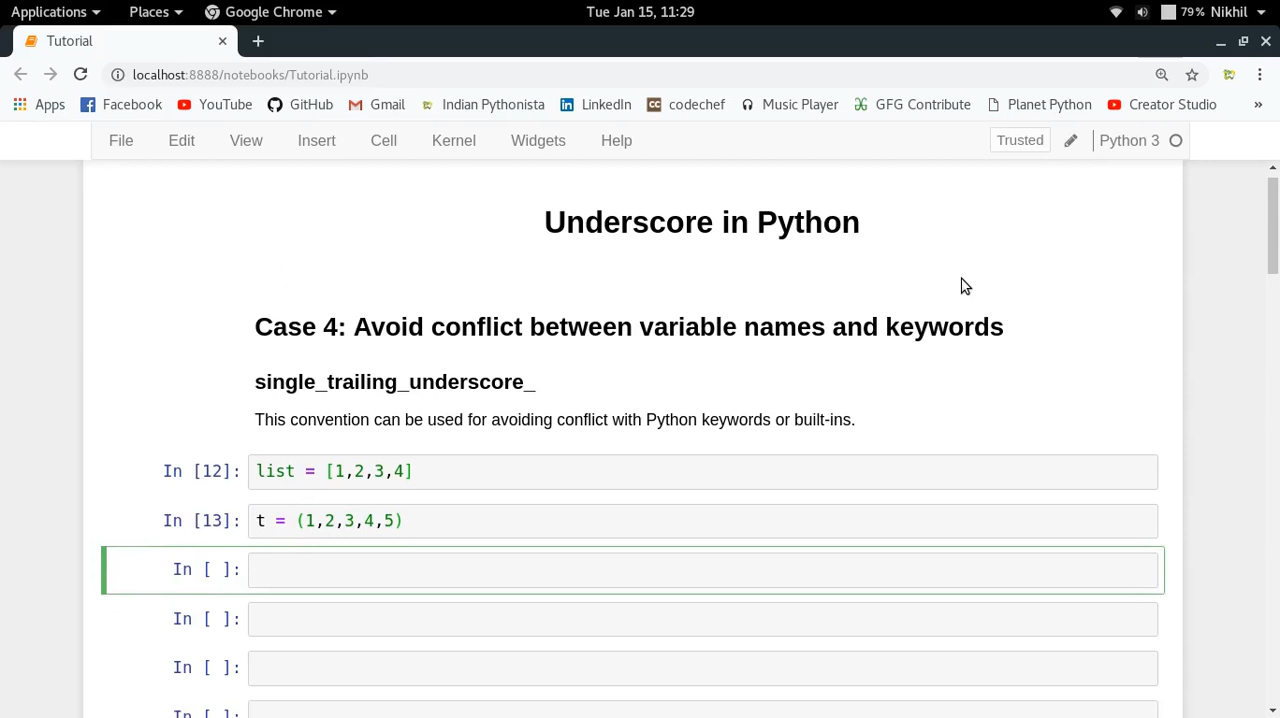 Applications Places Google Chrome Tue Jan 15, 11:29 79% Nikhil
Tutorial
localhost:8888/notebooks/Tutorial.ipynb
Apps Facebook YouTube GitHub Gmail Indian Pythonista LinkedIn CC codechef Music Player GFG Contribute Planet Python Creator Studio »
File Edit View Insert Cell Kernel Widgets Help Trusted Python 3
Underscore in Python
Case 4: Avoid conflict between variable names and keywords
single_trailing_underscore_
This convention can be used for avoiding conflict with Python keywords or built-ins.
In [12]: list = [1,2,3,4]
In [13]: t = (1,2,3,4,5)
In [ ]:
In [ ]:
In [ ]:
In [ ]: